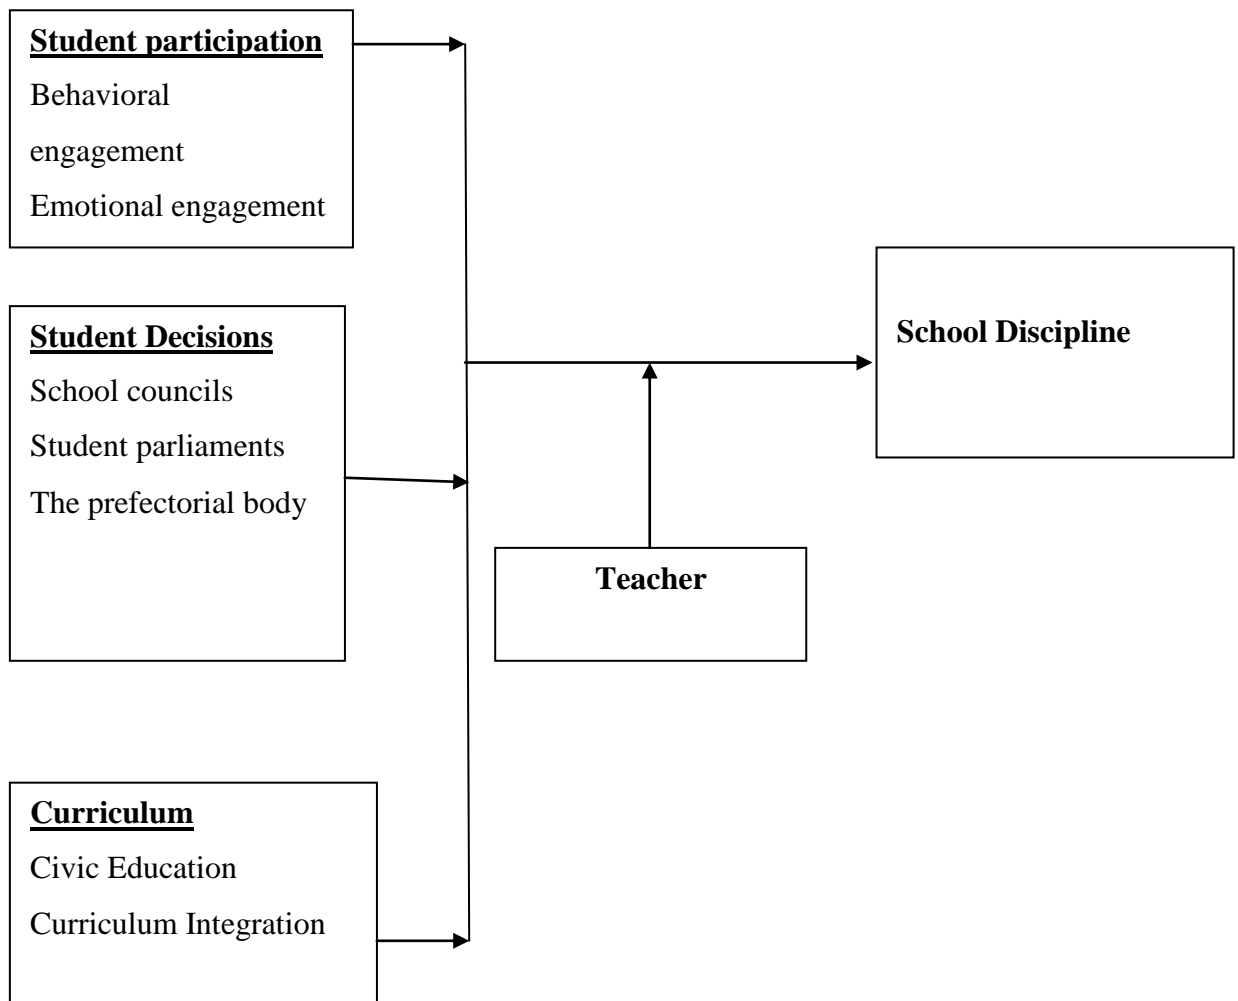 Student participation
Behavioral
engagement
Emotional engagement
Student Decisions
School councils
Student parliaments
The prefectorial body
School Discipline
Teacher
Curriculum
Civic Education
Curriculum Integration